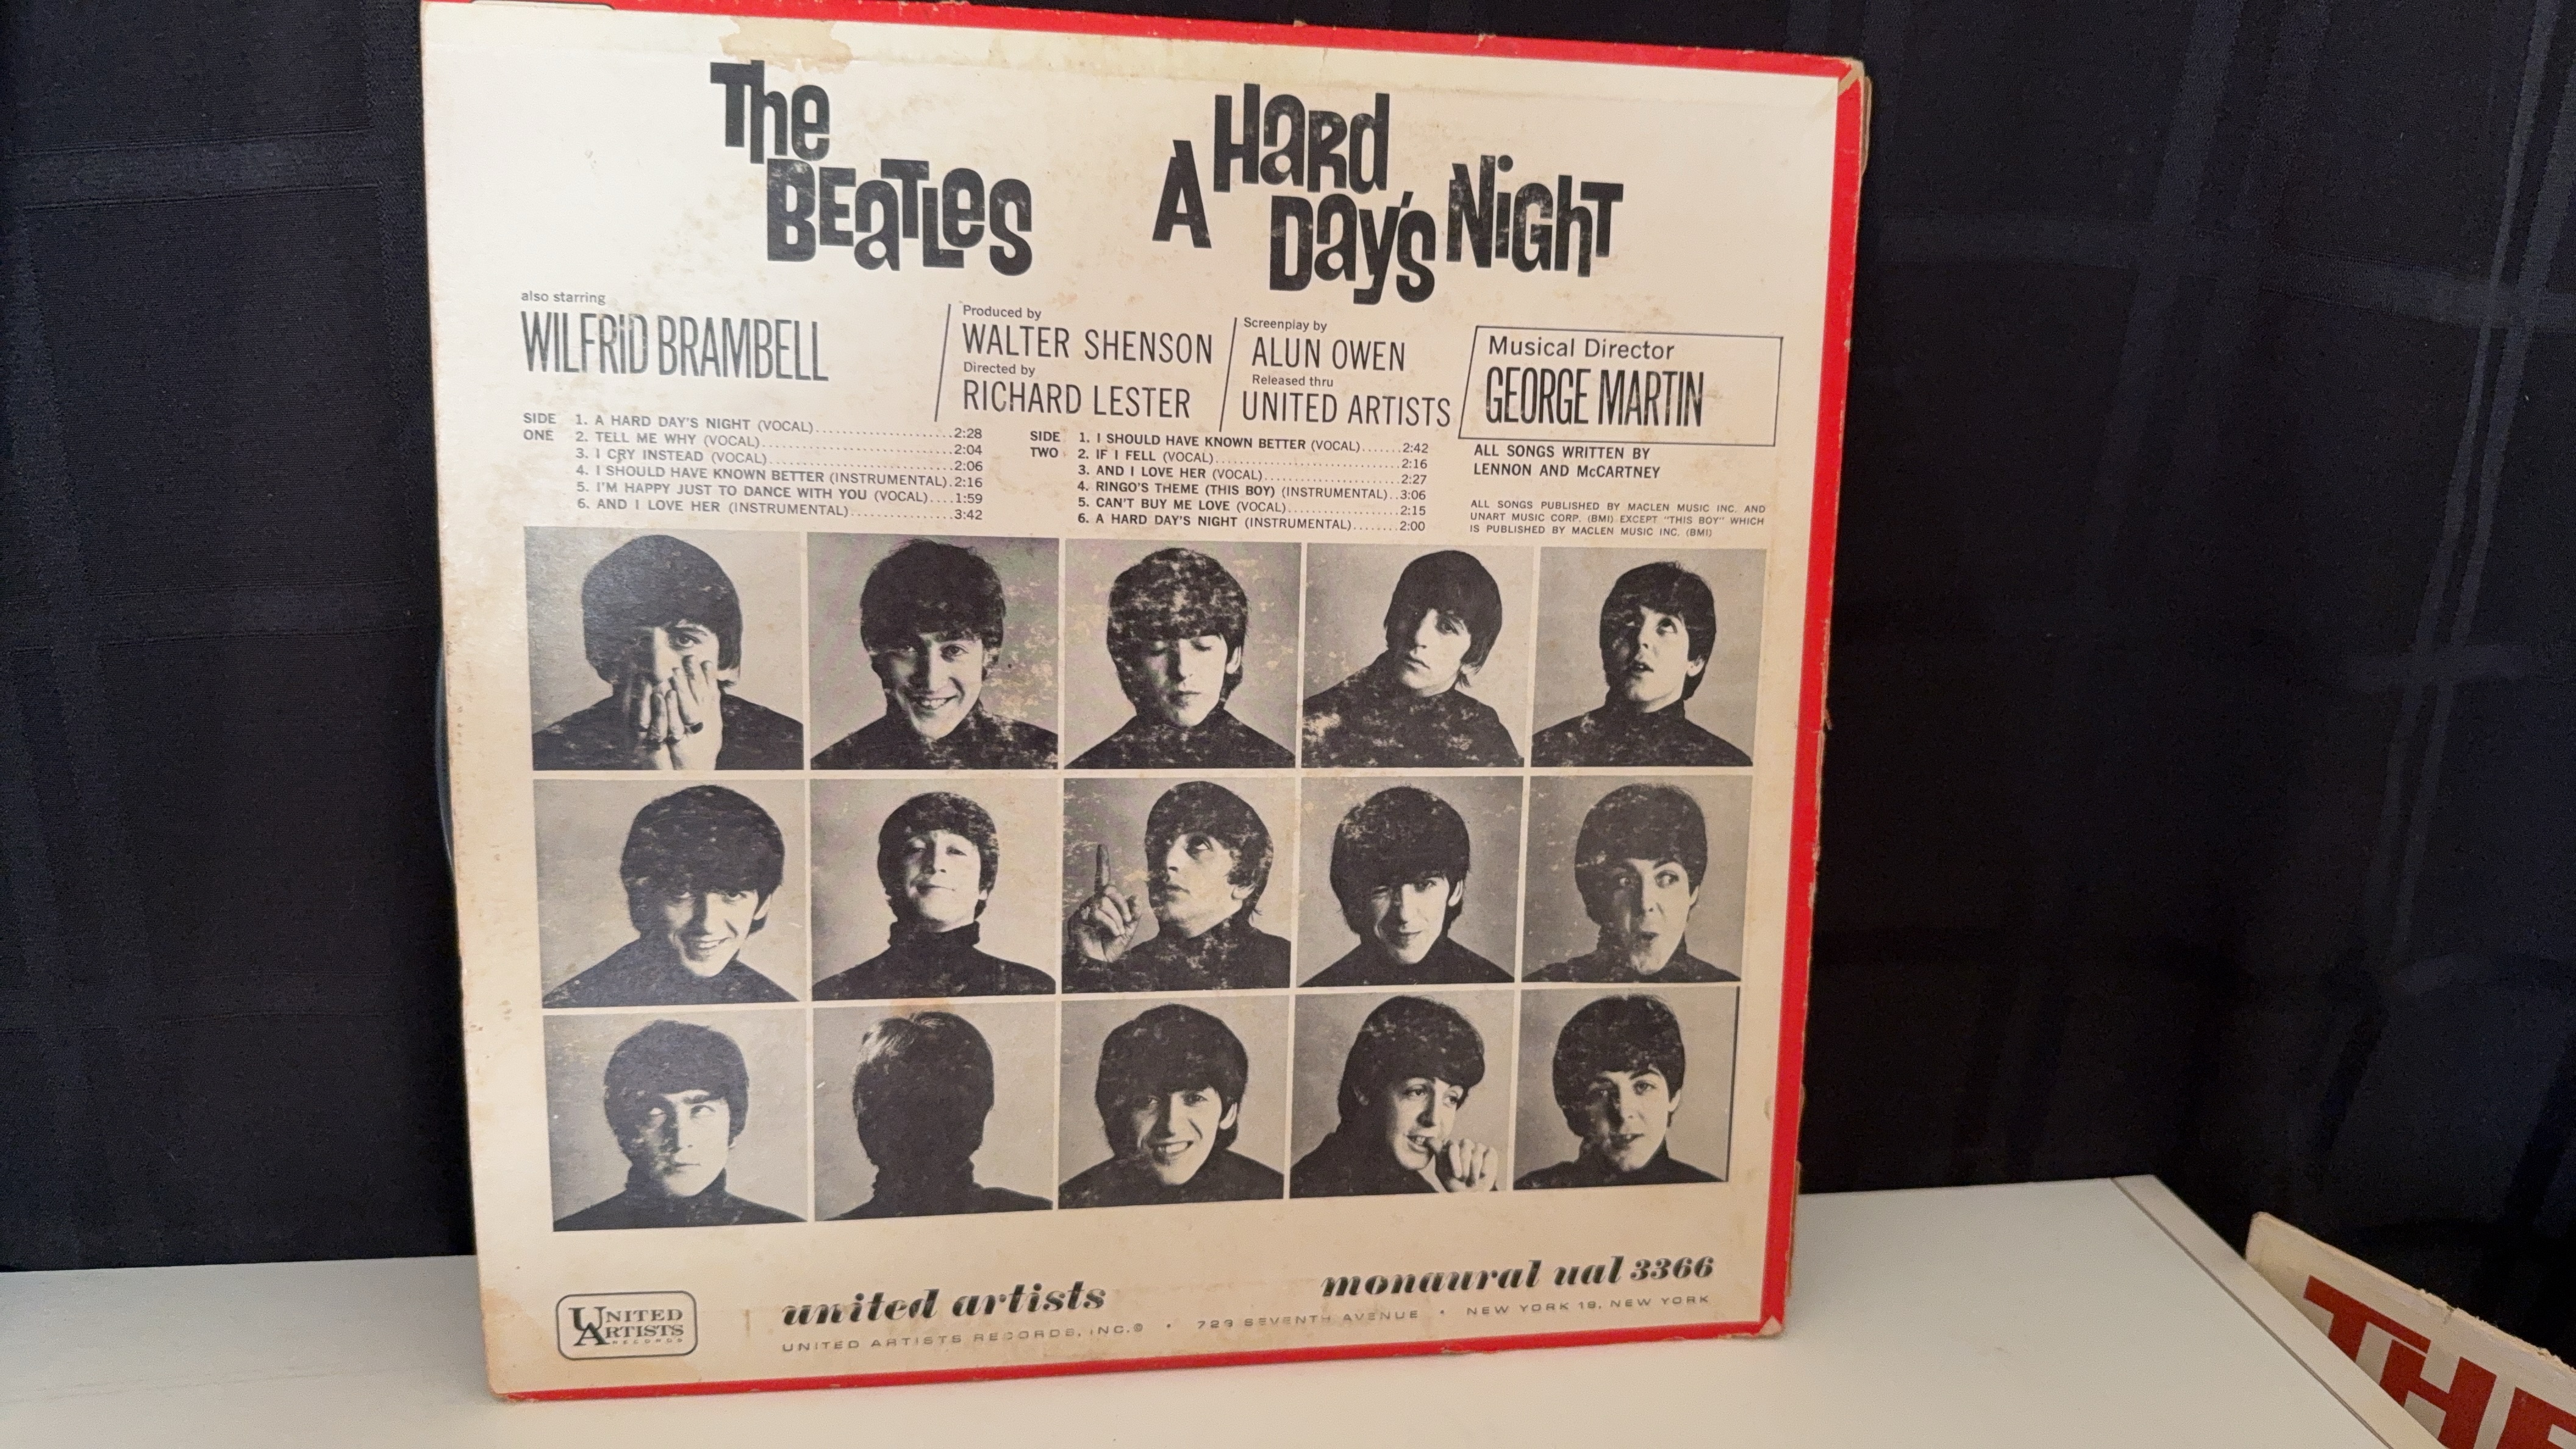 The
BEATLES
A HARD
DAY'S NIGHT
also starring
WILFRID BRAMBELL
Produced by
WALTER SHENSON
Directed by
RICHARD LESTER
Screenplay by
ALUN OWEN
Released thru
UNITED ARTISTS
Musical Director
GEORGE MARTIN
SIDE ONE
1. A HARD DAY'S NIGHT (VOCAL)....................2:28
2. TELL ME WHY (VOCAL)............................2:04
3. I CRY INSTEAD (VOCAL)...........................2:06
4. I SHOULD HAVE KNOWN BETTER (INSTRUMENTAL).2:16
5. I'M HAPPY JUST TO DANCE WITH YOU (VOCAL)....1:59
6. AND I LOVE HER (INSTRUMENTAL)................3:42
SIDE TWO
1. I SHOULD HAVE KNOWN BETTER (VOCAL)......2:42
2. IF I FELL (VOCAL)............................2:16
3. AND I LOVE HER (VOCAL)......................2:27
4. RINGO'S THEME (THIS BOY) (INSTRUMENTAL)..3:06
5. CAN'T BUY ME LOVE (VOCAL)..................2:15
6. A HARD DAY'S NIGHT (INSTRUMENTAL).......2:00
ALL SONGS WRITTEN BY
LENNON AND McCARTNEY
ALL SONGS PUBLISHED BY MACLEN MUSIC INC. AND
UNART MUSIC CORP. (BMI) EXCEPT "THIS BOY" WHICH
IS PUBLISHED BY MACLEN MUSIC INC. (BMI)
UNITED
ARTISTS
RECORDS
united artists
monaural ual 3366
UNITED ARTISTS RECORDS, INC.® • 729 SEVENTH AVENUE • NEW YORK 19, NEW YORK
THE